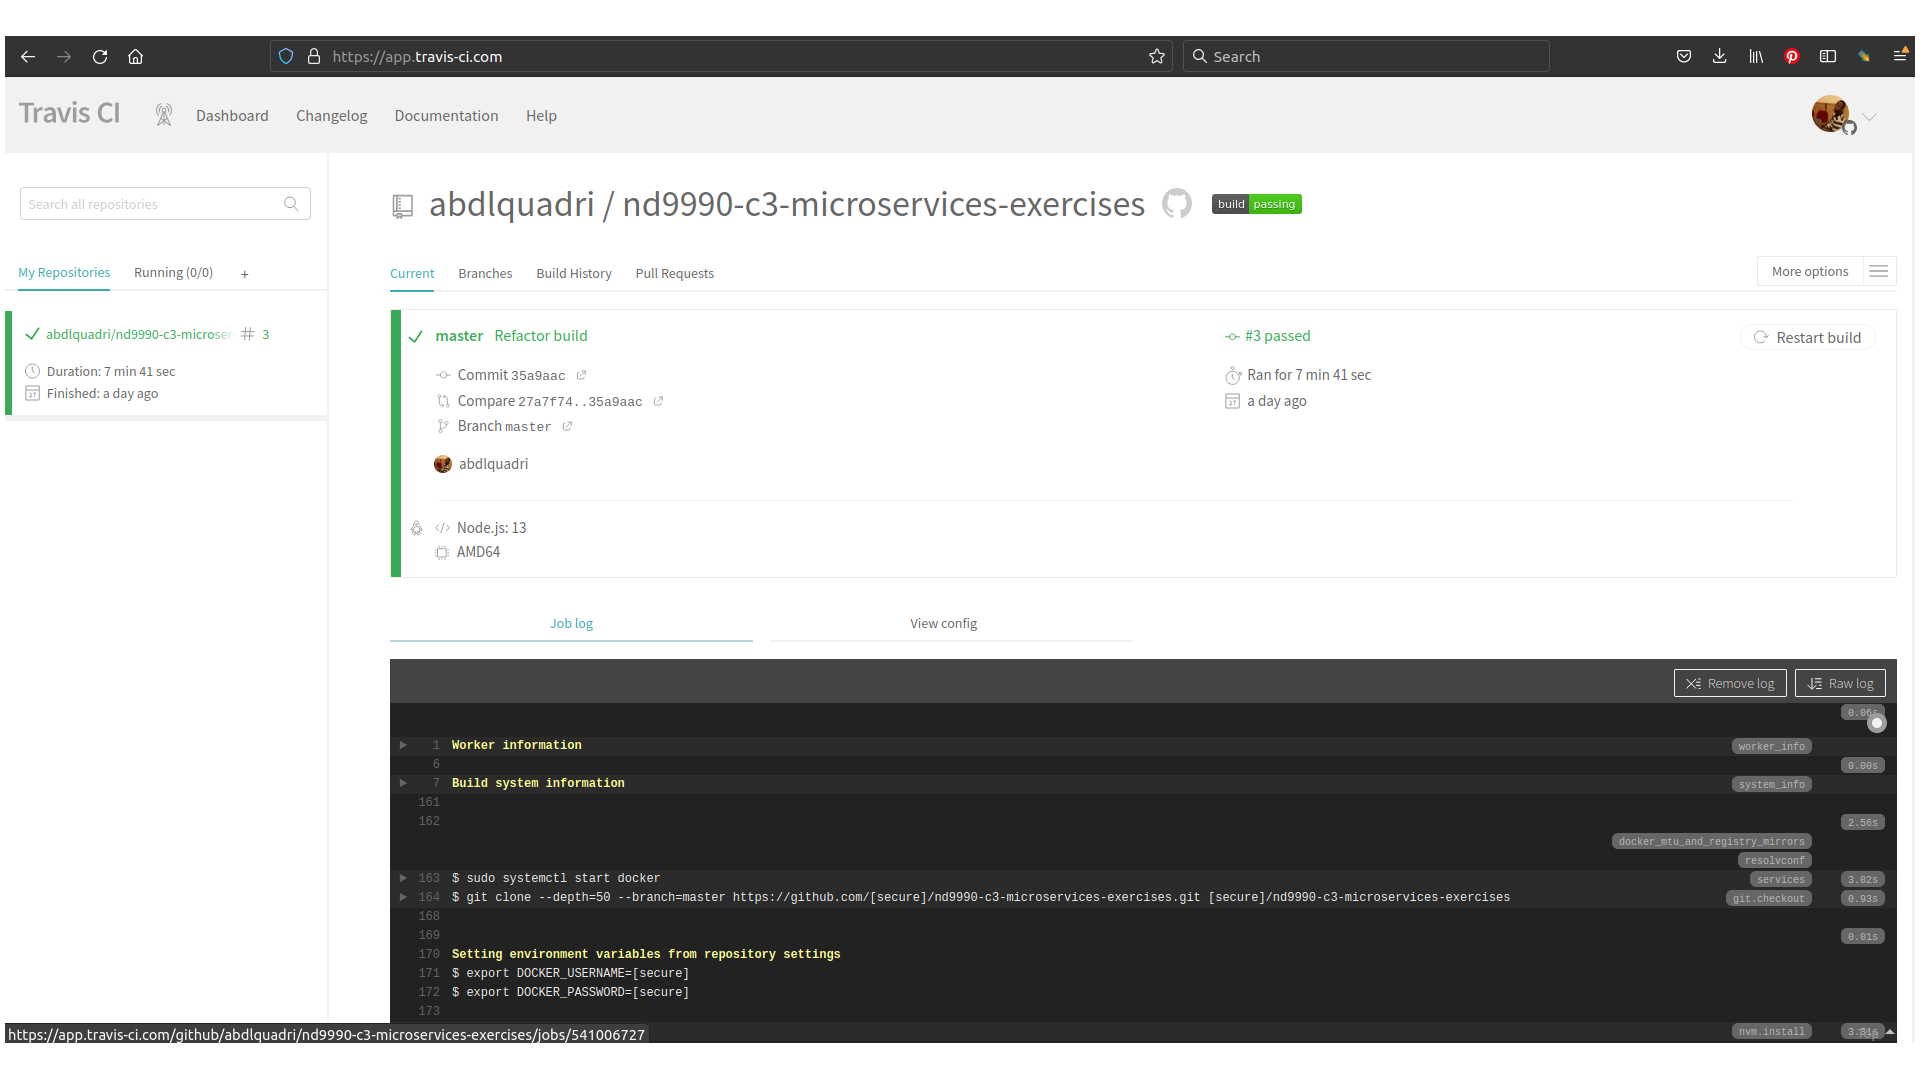 https://app.travis-ci.com
Search
Travis CI
Dashboard
Changelog
Documentation
Help
Search all repositories
My Repositories
Running (0/0)
+
abdlquadri/nd9990-c3-microser
# 3
Duration: 7 min 41 sec
Finished: a day ago
abdlquadri / nd9990-c3-microservices-exercises
build passing
Current
Branches
Build History
Pull Requests
More options
master Refactor build
#3 passed
Restart build
Commit 35a9aac
Ran for 7 min 41 sec
Compare 27a7f74..35a9aac
a day ago
Branch master
abdlquadri
</> Node.js: 13
AMD64
Job log
View config
Remove log
Raw log
0.06s
1 Worker information worker_info
6 0.00s
7 Build system information system_info
161
162 2.56s
docker_mtu_and_registry_mirrors
resolvconf
163 $ sudo systemctl start docker services 3.02s
164 $ git clone --depth=50 --branch=master https://github.com/[secure]/nd9990-c3-microservices-exercises.git [secure]/nd9990-c3-microservices-exercises git.checkout 0.93s
168
169 0.01s
170 Setting environment variables from repository settings
171 $ export DOCKER_USERNAME=[secure]
172 $ export DOCKER_PASSWORD=[secure]
173
nvm.install
https://app.travis-ci.com/github/abdlquadri/nd9990-c3-microservices-exercises/jobs/541006727